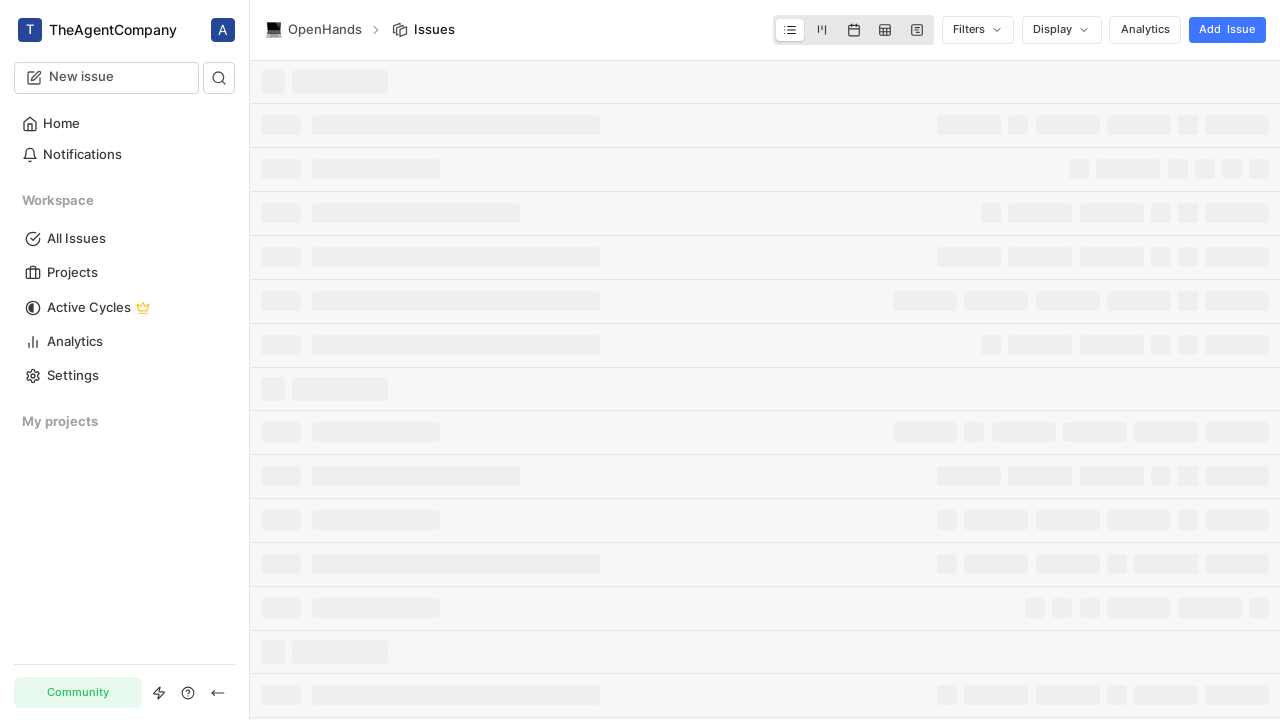 T TheAgentCompany A
New issue
Home
Notifications
Workspace
All Issues
Projects
Active Cycles
Analytics
Settings
My projects
Community
OpenHands Issues
Filters Display Analytics Add Issue